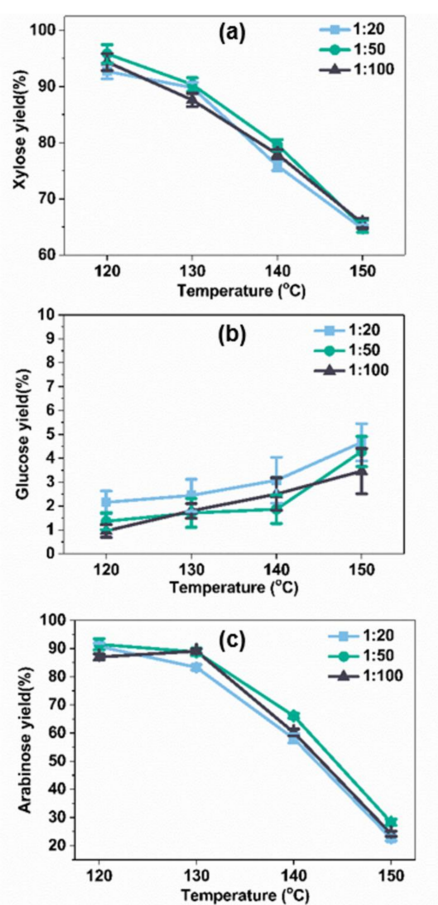 (a)
1:20
1:50
1:100
100
90
80
70
60
Xylose yield(%)
120 130 140 150
Temperature (°C)
(b)
1:20
1:50
1:100
10
9
8
7
6
5
4
3
2
1
0
Glucose yield(%)
120 130 140 150
Temperature (°C)
(c)
1:20
1:50
1:100
100
90
80
70
60
50
40
30
20
Arabinose yield(%)
120 130 140 150
Temperature (°C)